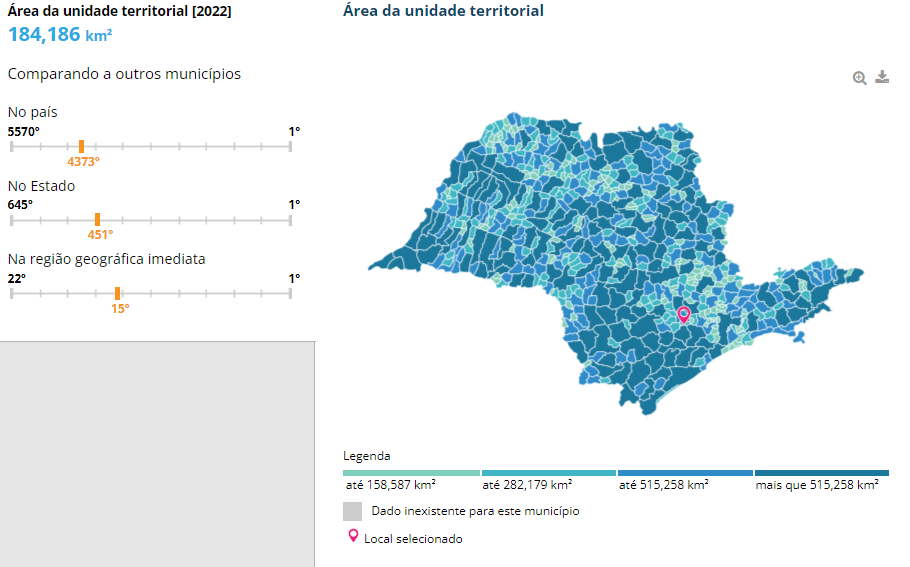 Área da unidade territorial [2022]
184,186 km²
Comparando a outros municípios
No país
5570° 1°
4373°
No Estado
645° 1°
451°
Na região geográfica imediata
22° 1°
15°
Área da unidade territorial
Legenda
até 158,587 km²
até 282,179 km²
até 515,258 km²
mais que 515,258 km²
Dado inexistente para este município
Local selecionado